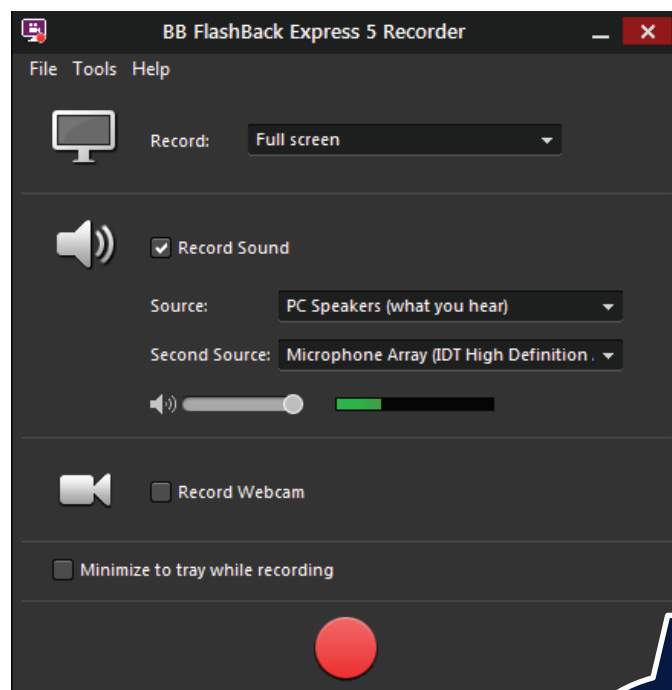 BB FlashBack Express 5 Recorder
File Tools Help
Record: Full screen
Record Sound
Source: PC Speakers (what you hear)
Second Source: Microphone Array (IDT High Definition .
Record Webcam
Minimize to tray while recording